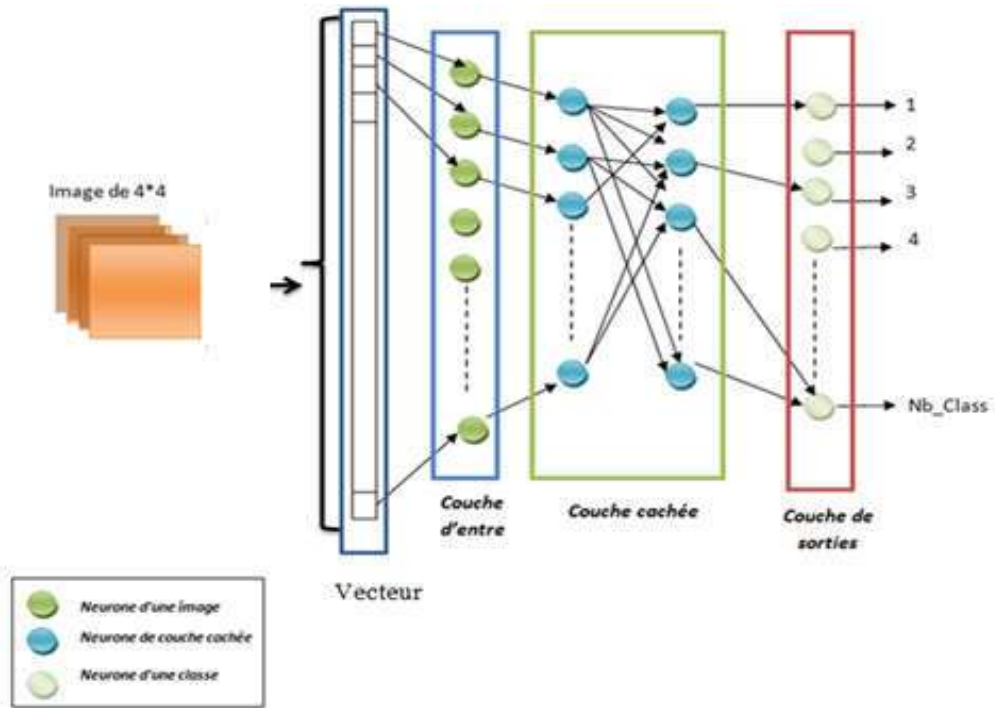 Image de 4*4
1
2
3
4
Nb_Class
Couche
d'entre
Couche cachée
Couche de
sorties
Vecteur
Neurone d'une image
Neurone de couche cachée
Neurone d'une classe